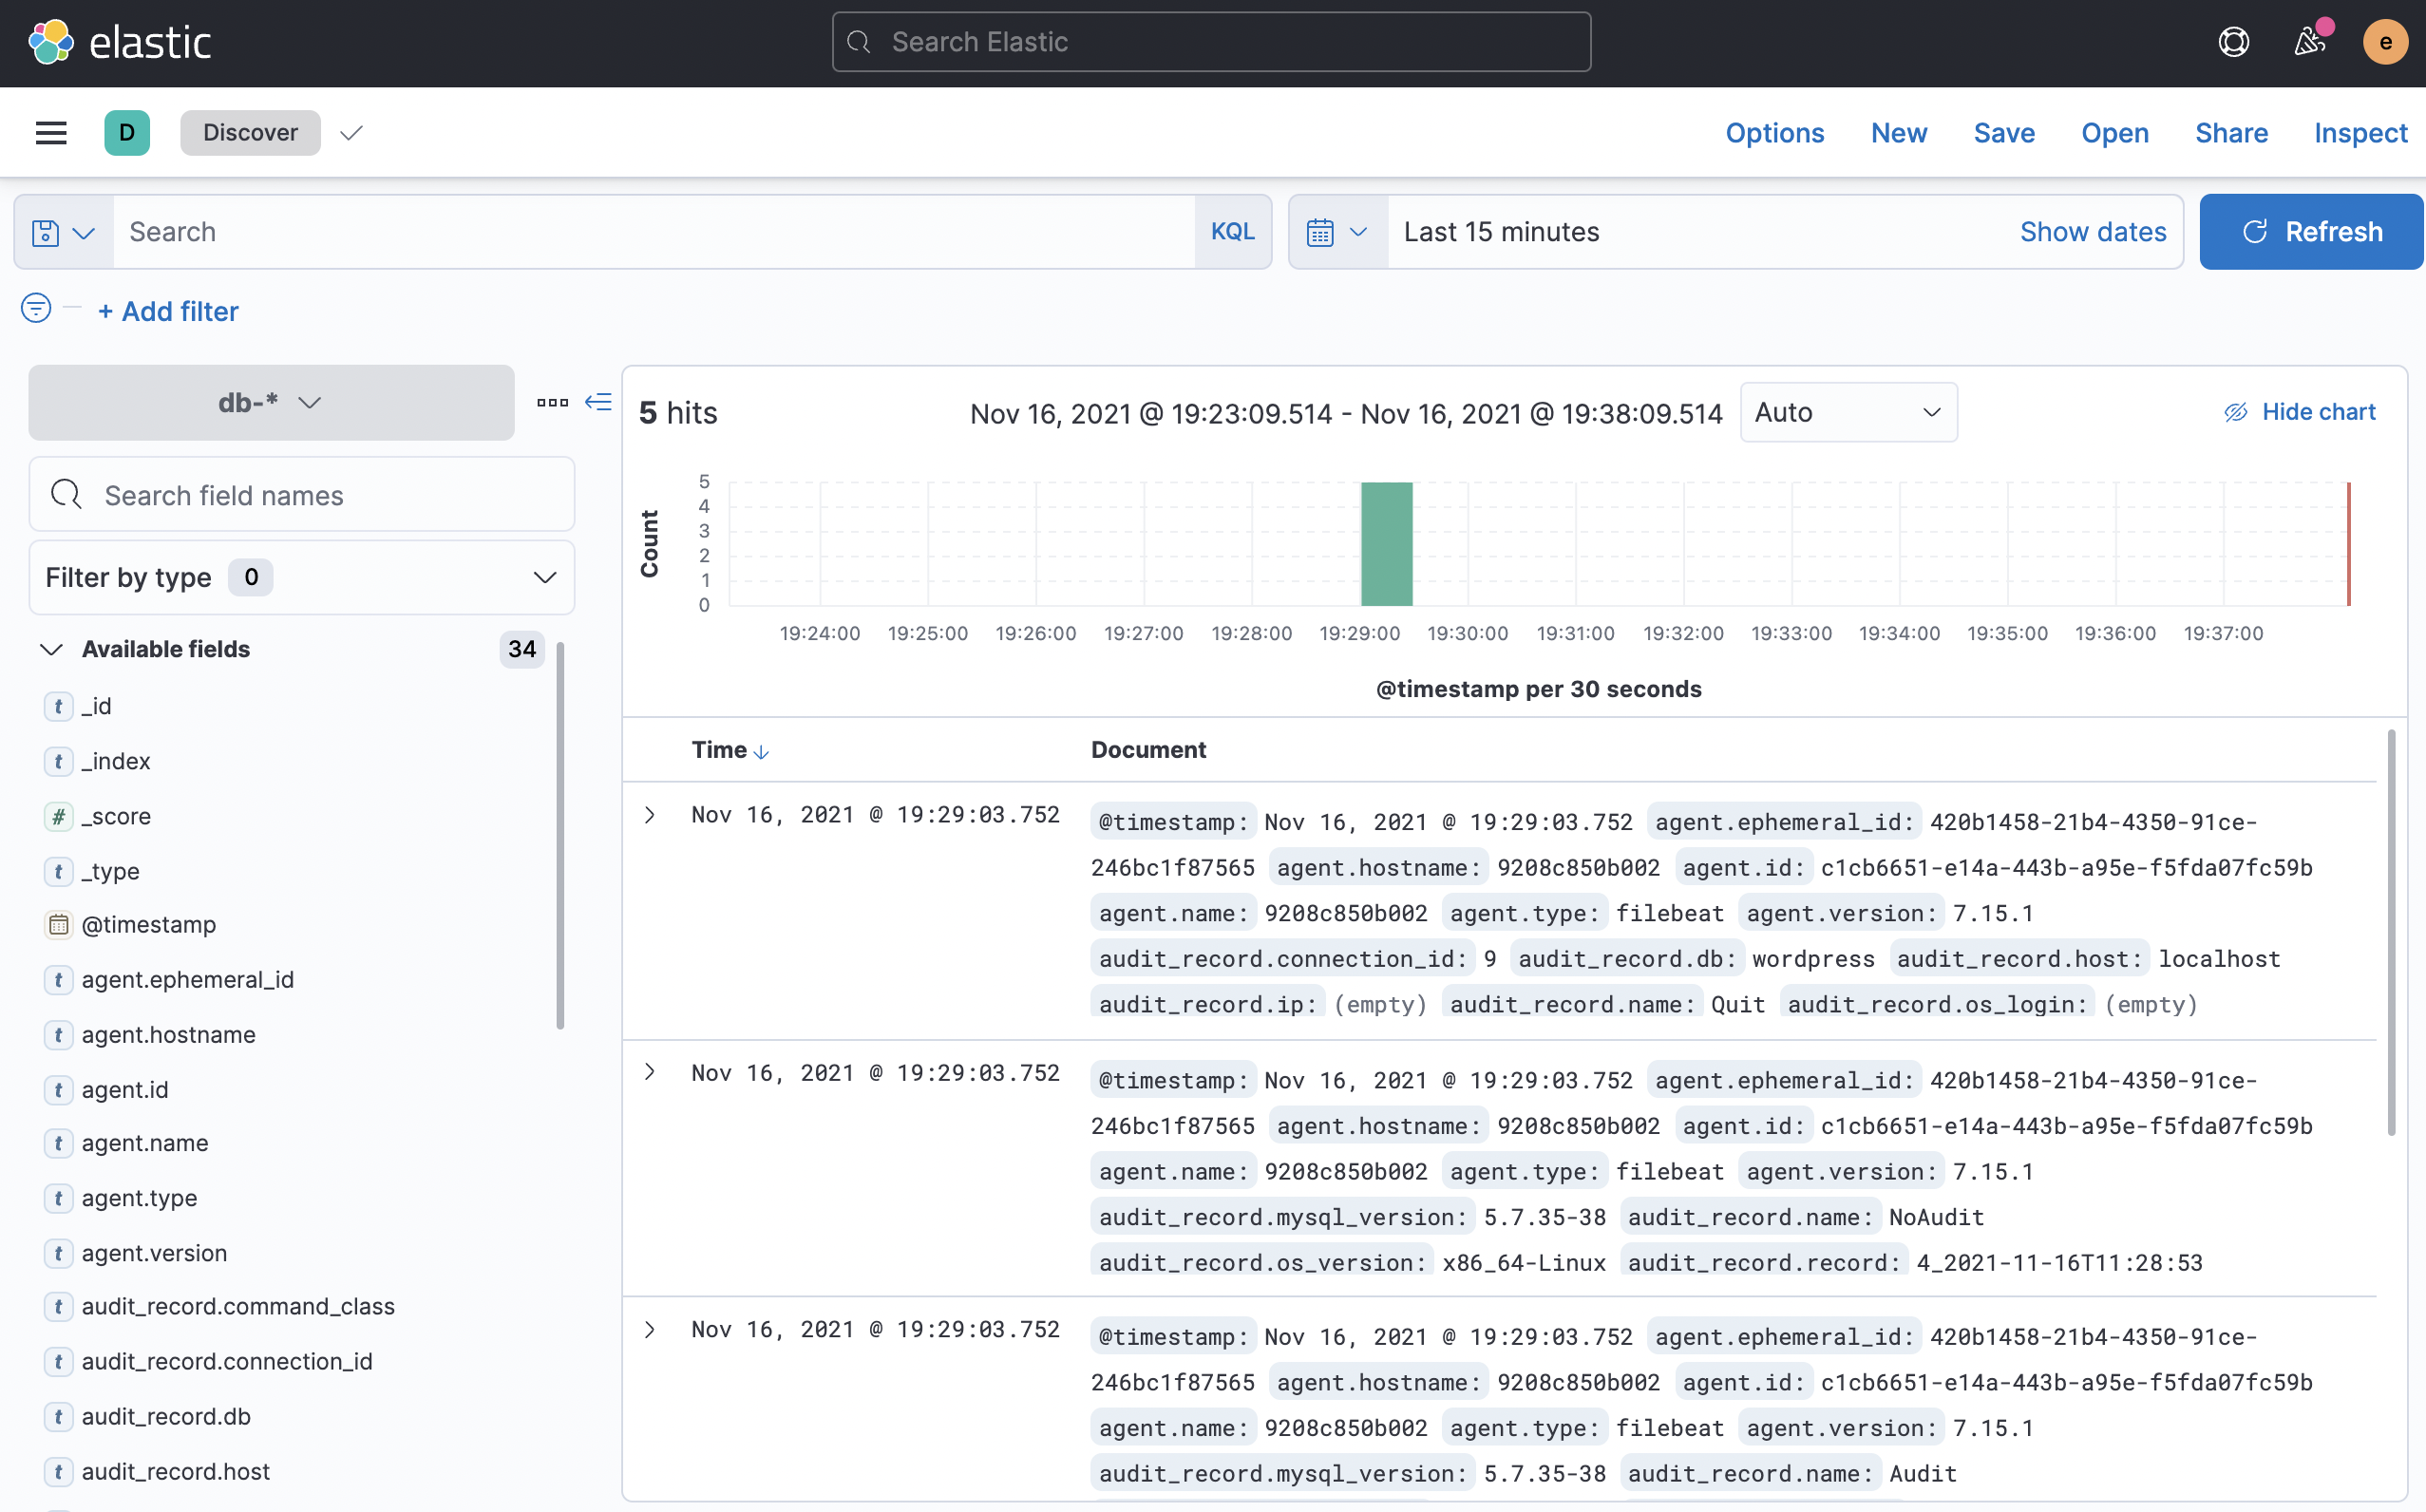 elastic
Search Elastic
e
D
Discover
Options New Save Open Share Inspect
Search
KQL
Last 15 minutes
Show dates
Refresh
+ Add filter
db-*
Search field names
Filter by type 0
Available fields 34
t _id
t _index
# _score
t _type
@timestamp
t agent.ephemeral_id
t agent.hostname
t agent.id
t agent.name
t agent.type
t agent.version
t audit_record.command_class
t audit_record.connection_id
t audit_record.db
t audit_record.host
5 hits
Nov 16, 2021 @ 19:23:09.514 - Nov 16, 2021 @ 19:38:09.514
Auto
Hide chart
Count
5
4
3
2
1
0
19:24:00 19:25:00 19:26:00 19:27:00 19:28:00 19:29:00 19:30:00 19:31:00 19:32:00 19:33:00 19:34:00 19:35:00 19:36:00 19:37:00
@timestamp per 30 seconds
Time Document
Nov 16, 2021 @ 19:29:03.752
@timestamp: Nov 16, 2021 @ 19:29:03.752 agent.ephemeral_id: 420b1458-21b4-4350-91ce-
246bc1f87565 agent.hostname: 9208c850b002 agent.id: c1cb6651-e14a-443b-a95e-f5fda07fc59b
agent.name: 9208c850b002 agent.type: filebeat agent.version: 7.15.1
audit_record.connection_id: 9 audit_record.db: wordpress audit_record.host: localhost
audit_record.ip: (empty) audit_record.name: Quit audit_record.os_login: (empty)
Nov 16, 2021 @ 19:29:03.752
@timestamp: Nov 16, 2021 @ 19:29:03.752 agent.ephemeral_id: 420b1458-21b4-4350-91ce-
246bc1f87565 agent.hostname: 9208c850b002 agent.id: c1cb6651-e14a-443b-a95e-f5fda07fc59b
agent.name: 9208c850b002 agent.type: filebeat agent.version: 7.15.1
audit_record.mysql_version: 5.7.35-38 audit_record.name: NoAudit
audit_record.os_version: x86_64-Linux audit_record.record: 4_2021-11-16T11:28:53
Nov 16, 2021 @ 19:29:03.752
@timestamp: Nov 16, 2021 @ 19:29:03.752 agent.ephemeral_id: 420b1458-21b4-4350-91ce-
246bc1f87565 agent.hostname: 9208c850b002 agent.id: c1cb6651-e14a-443b-a95e-f5fda07fc59b
agent.name: 9208c850b002 agent.type: filebeat agent.version: 7.15.1
audit_record.mysql_version: 5.7.35-38 audit_record.name: Audit